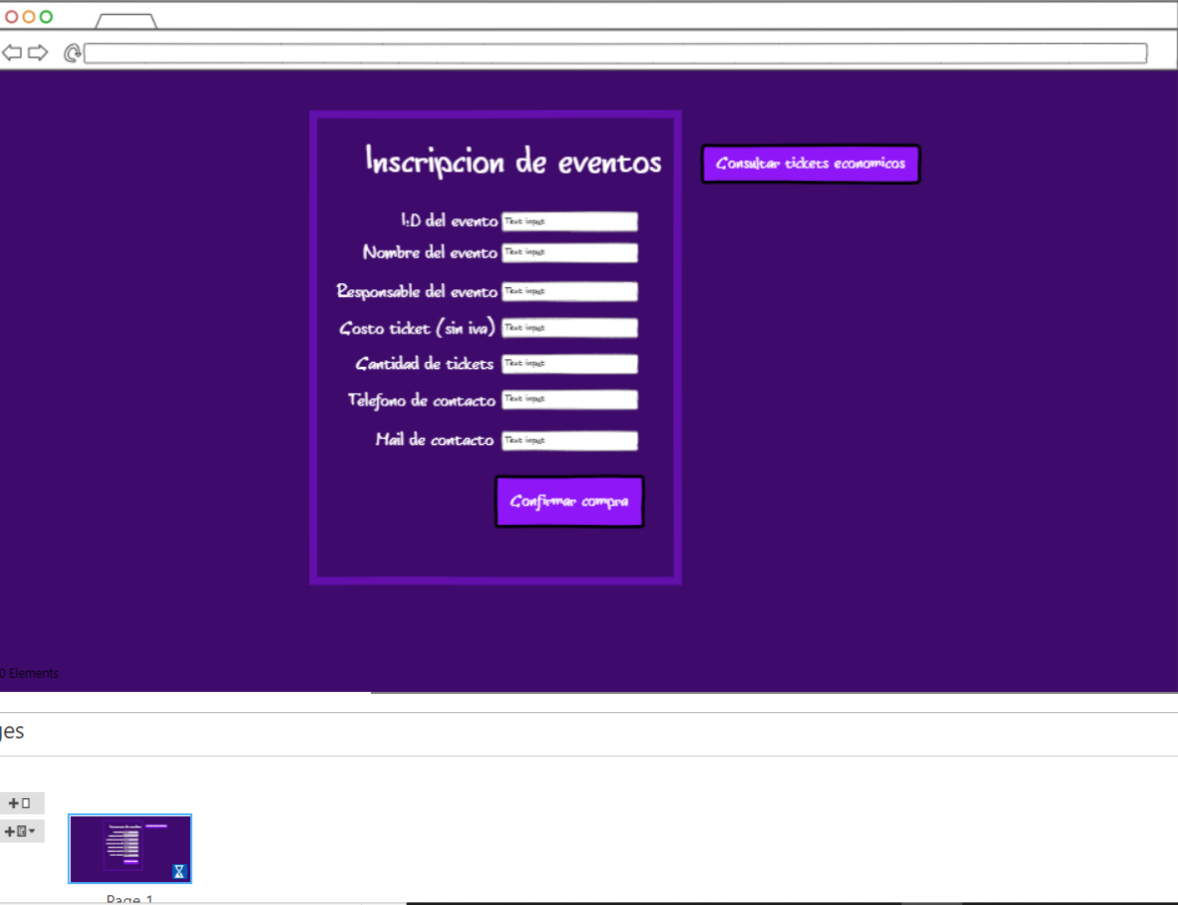 Inscripcion de eventos
Consultar tickets economicos
I:D del evento Text input
Nombre del evento Text input
Responsable del evento Text input
Costo ticket (sin iva) Text input
Cantidad de tickets Text input
Telefono de contacto Text input
Mail de contacto Text input
Confirmar compra
0 Elements
ges
Page 1